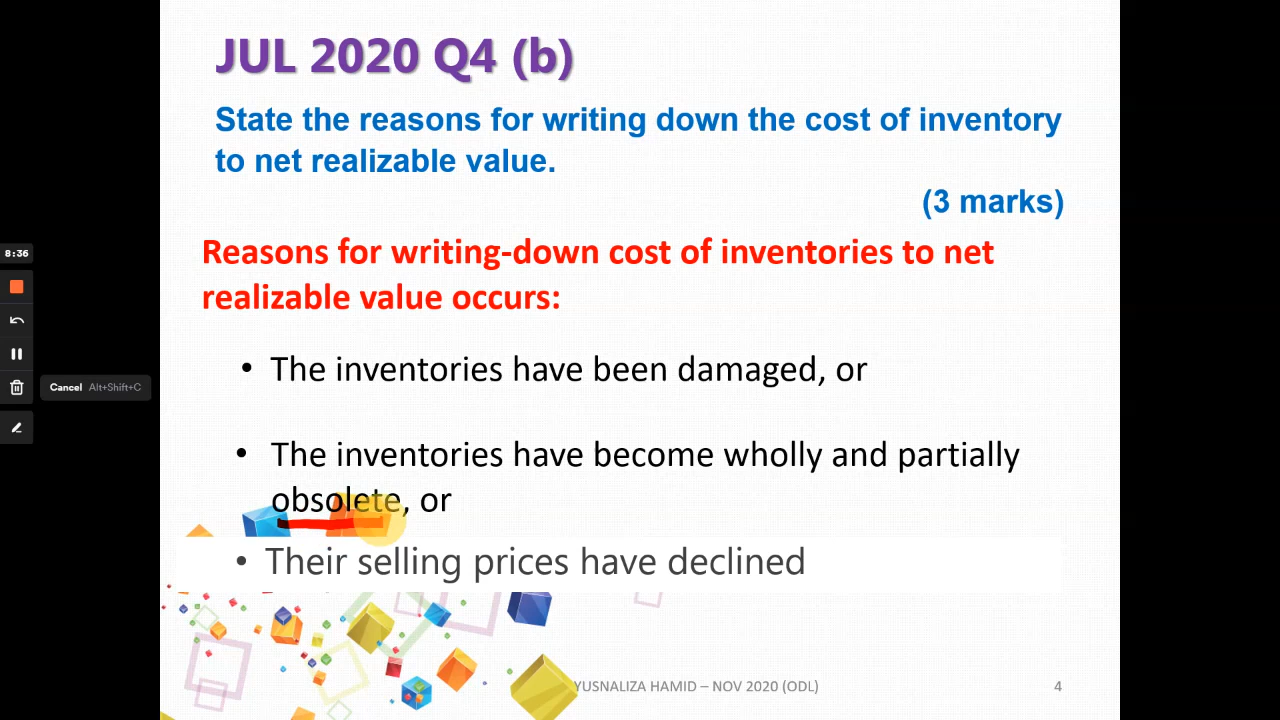 JUL 2020 Q4 (b)
State the reasons for writing down the cost of inventory
to net realizable value.
(3 marks)
Reasons for writing-down cost of inventories to net
realizable value occurs:
8:36
• The inventories have been damaged, or
Cancel Alt+Shift+C
• The inventories have become wholly and partially
obsolete, or
• Their selling prices have declined
YUSNALIZA HAMID – NOV 2020 (ODL)
4